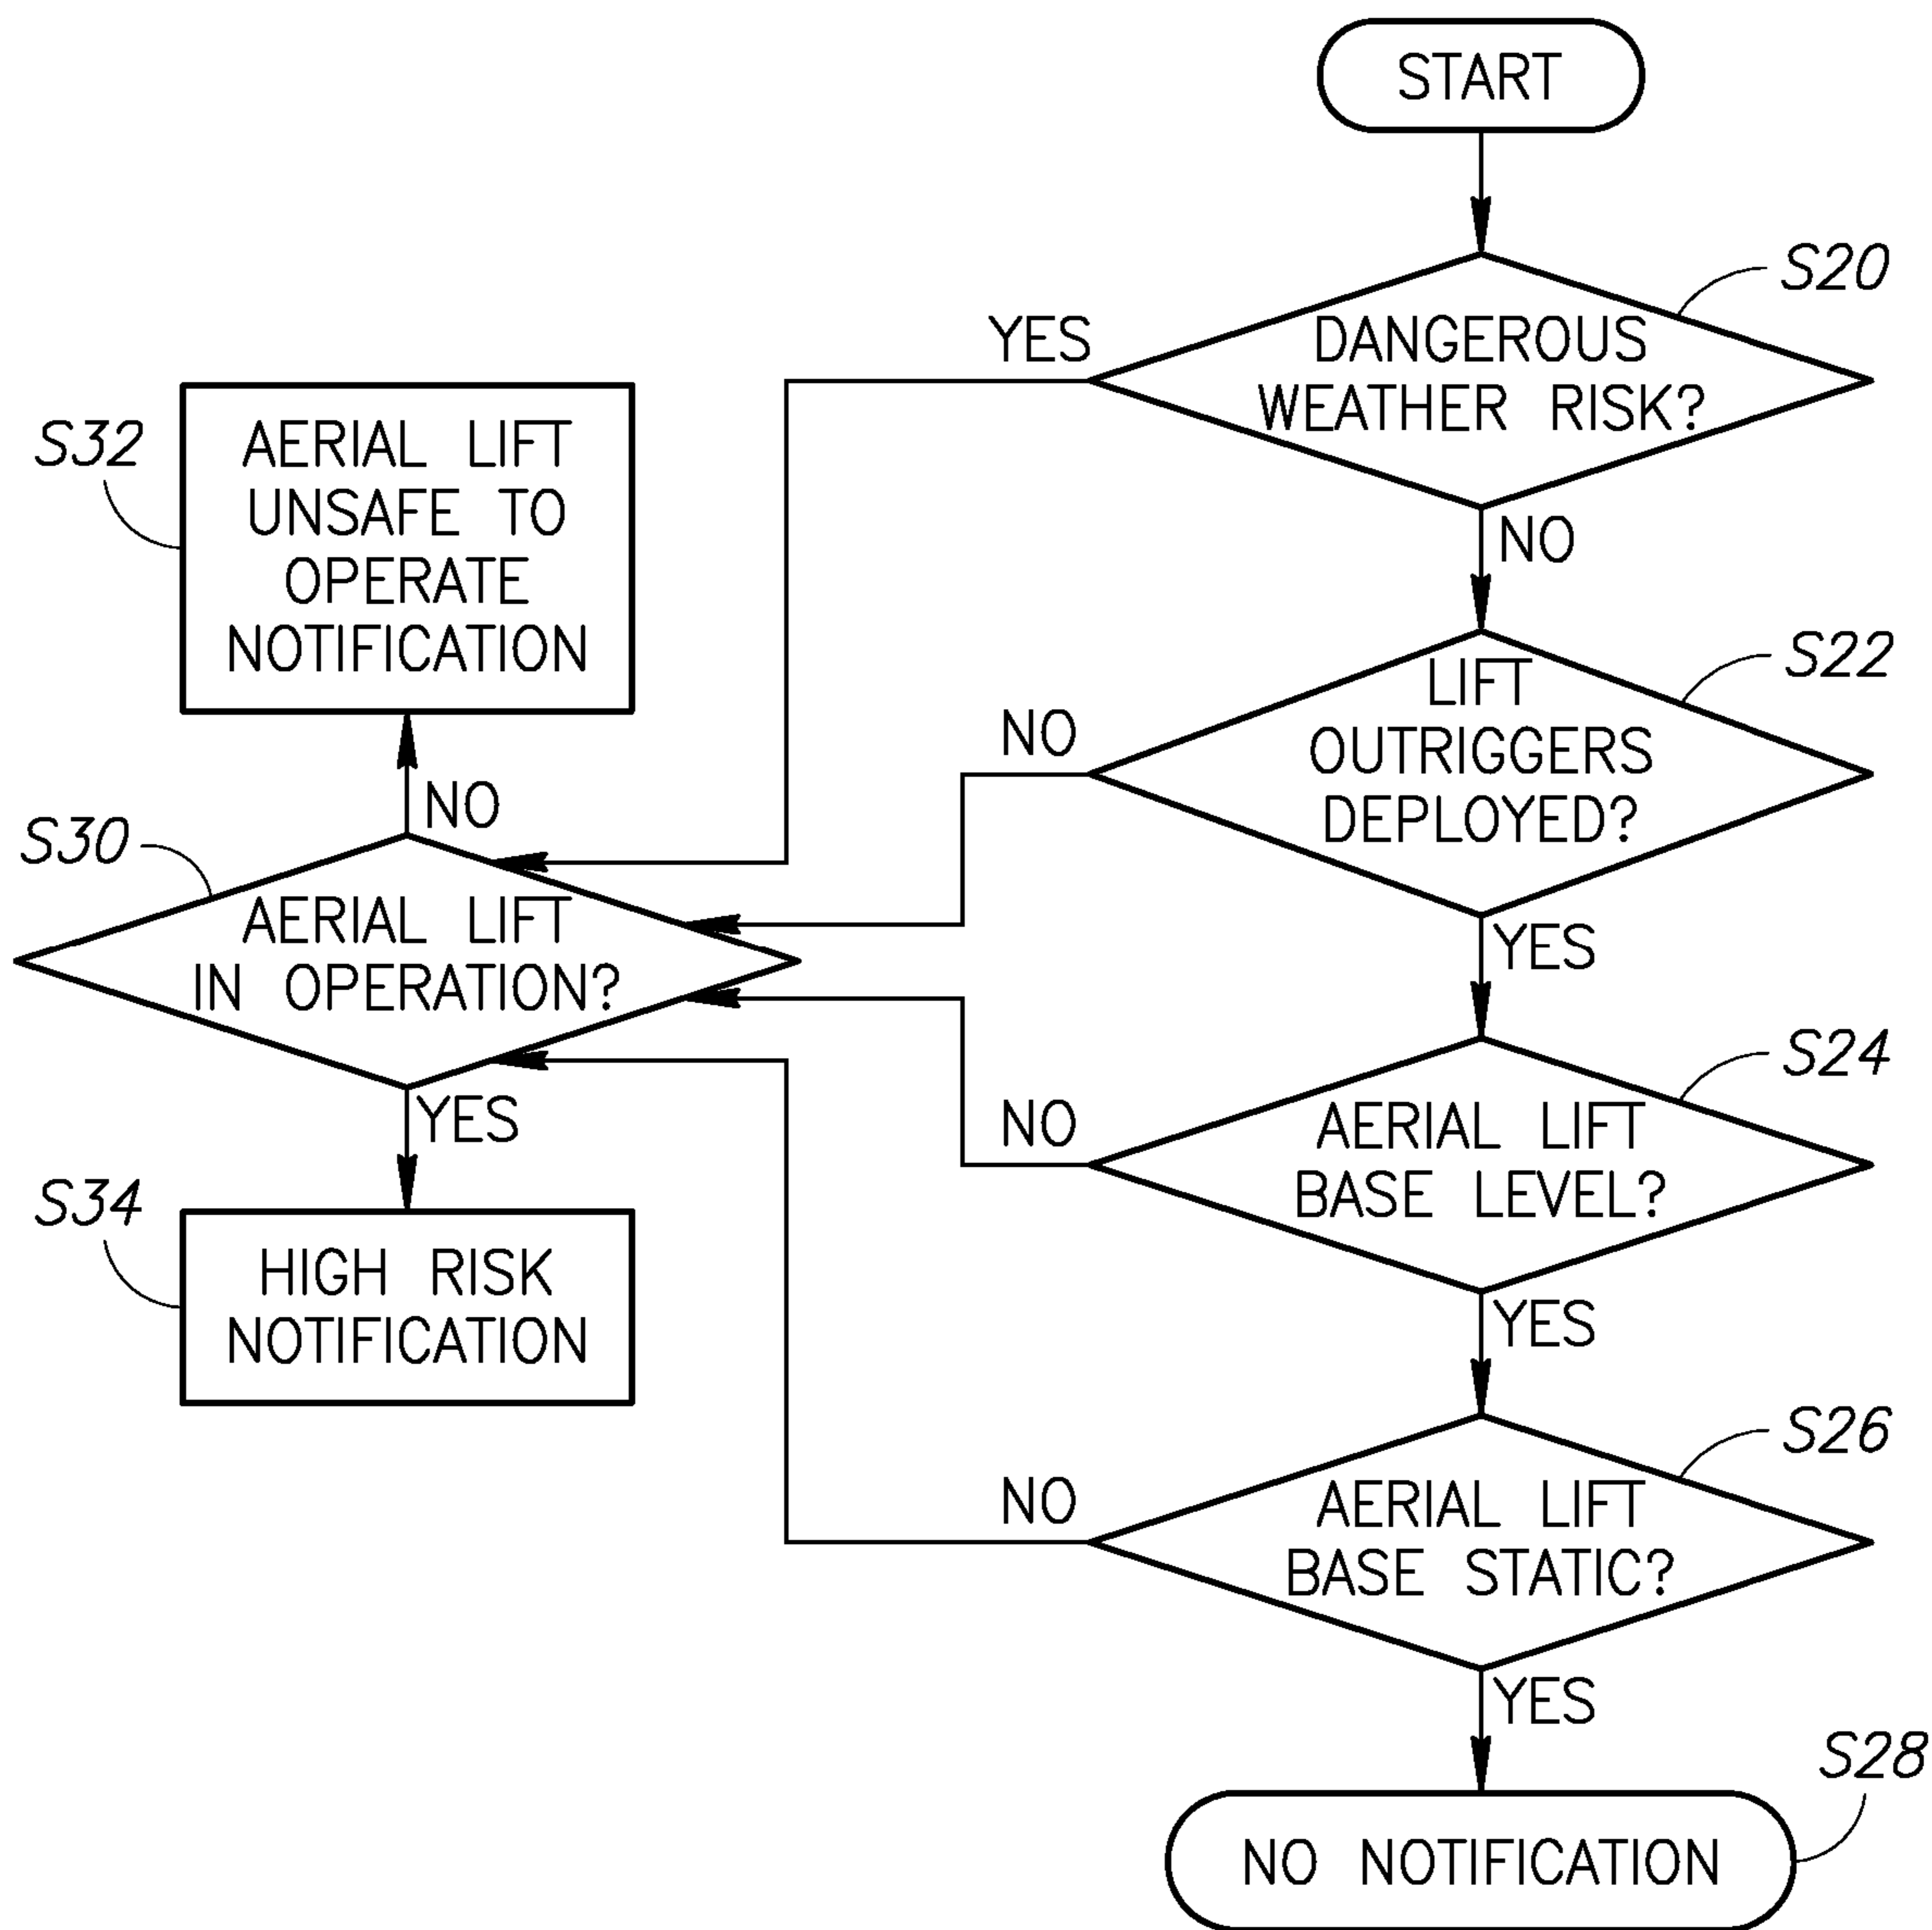 START
S20
DANGEROUS
WEATHER RISK?
YES
NO
S22
LIFT
OUTRIGGERS
DEPLOYED?
NO
YES
S24
AERIAL LIFT
BASE LEVEL?
NO
YES
S26
AERIAL LIFT
BASE STATIC?
NO
YES
S28
NO NOTIFICATION
S30
AERIAL LIFT
IN OPERATION?
NO
S32
AERIAL LIFT
UNSAFE TO
OPERATE
NOTIFICATION
YES
S34
HIGH RISK
NOTIFICATION